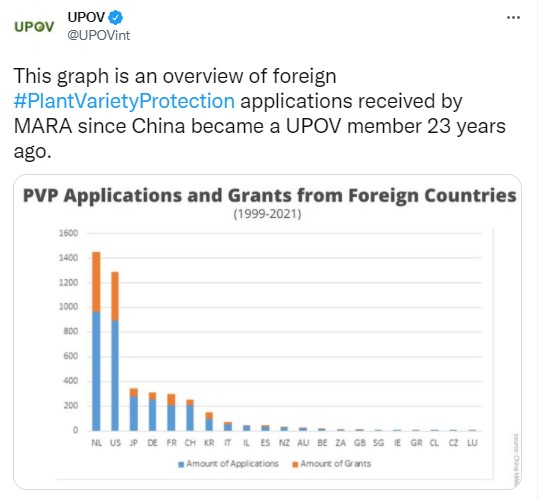 UPOV
UPOV
@UPOVint
This graph is an overview of foreign
#PlantVarietyProtection applications received by
MARA since China became a UPOV member 23 years
ago.
PVP Applications and Grants from Foreign Countries
(1999-2021)
1600
1400
1200
1000
800
600
400
200
0
NL US JP DE FR CH KR IT IL ES NZ AU BE ZA GB SG IE GR CL CZ LU
Amount of Applications Amount of Grants
Source: China